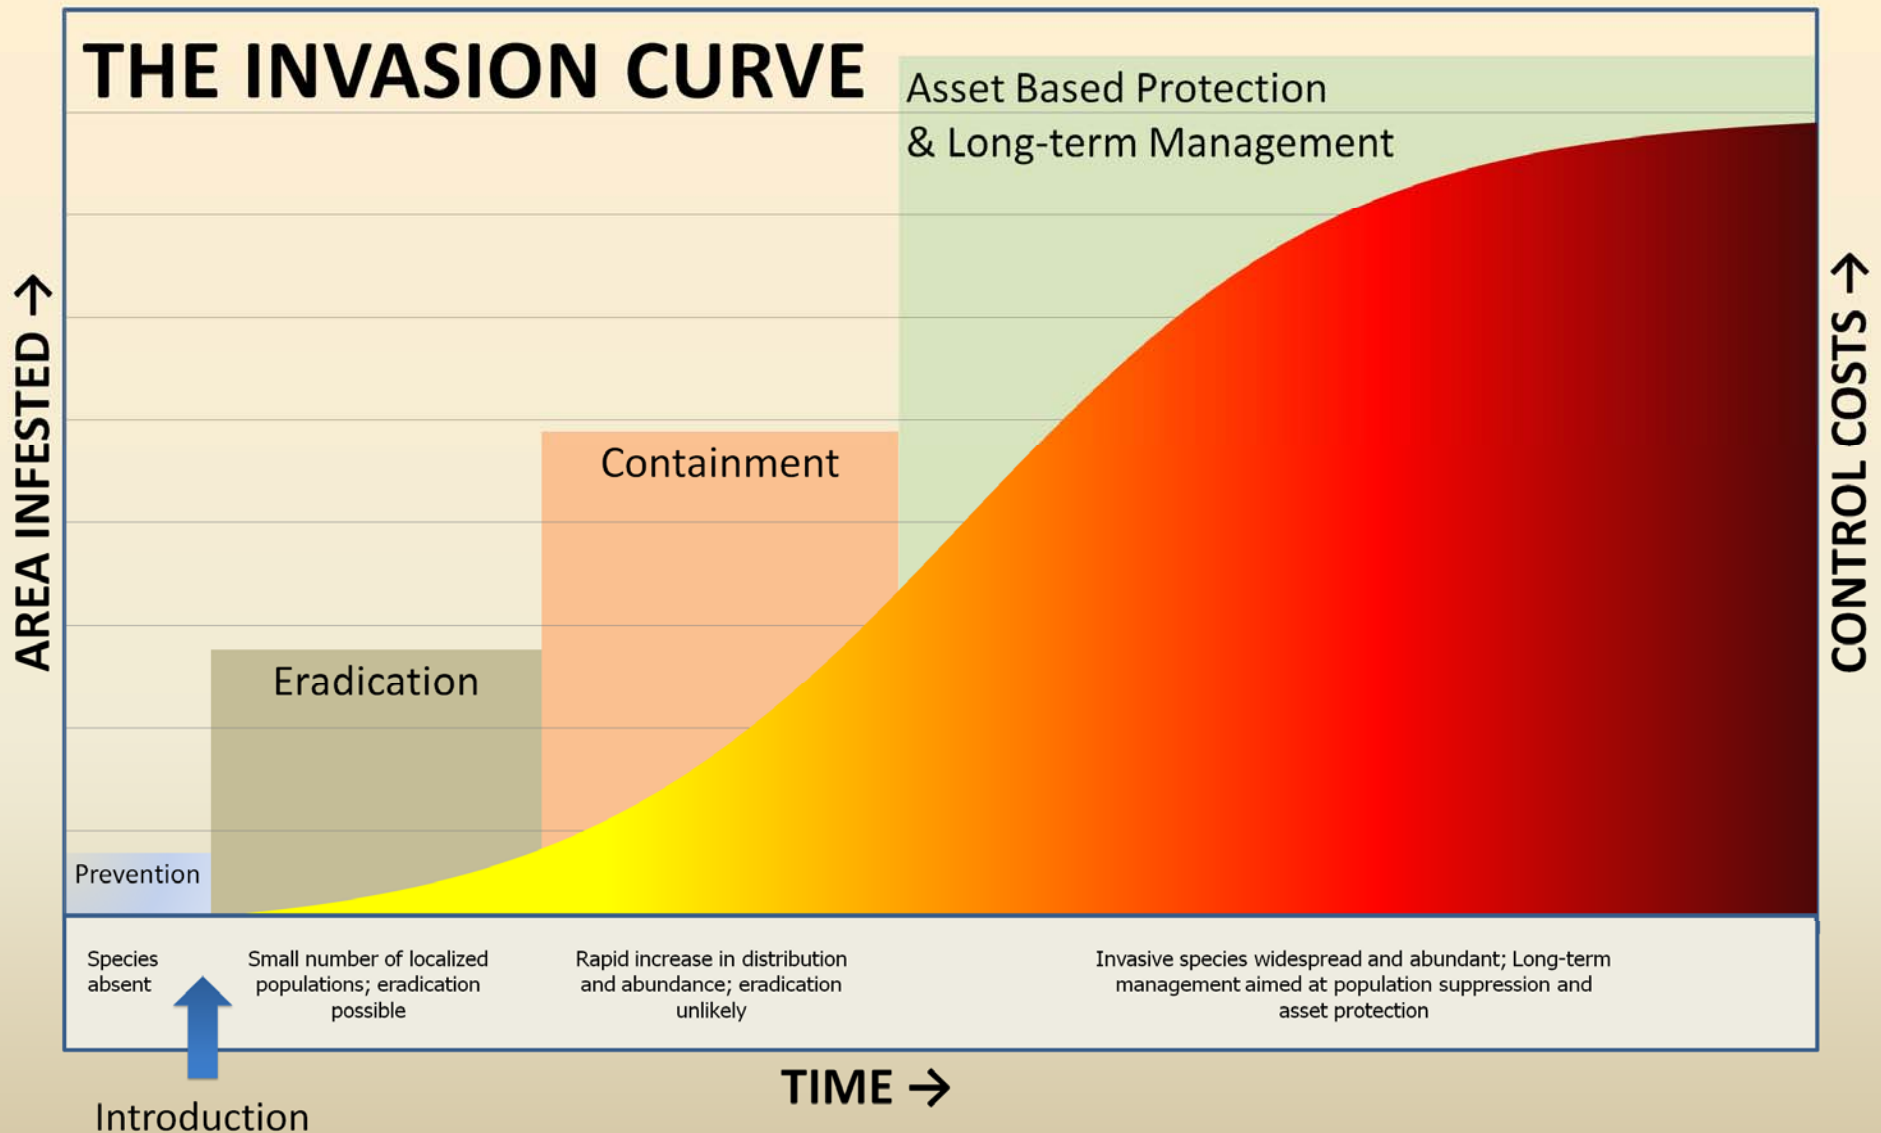 THE INVASION CURVE
Asset Based Protection
& Long-term Management
Containment
Eradication
Prevention
AREA INFESTED →
CONTROL COSTS →
Species
absent
Small number of localized
populations; eradication
possible
Rapid increase in distribution
and abundance; eradication
unlikely
Invasive species widespread and abundant; Long-term
management aimed at population suppression and
asset protection
TIME →
Introduction